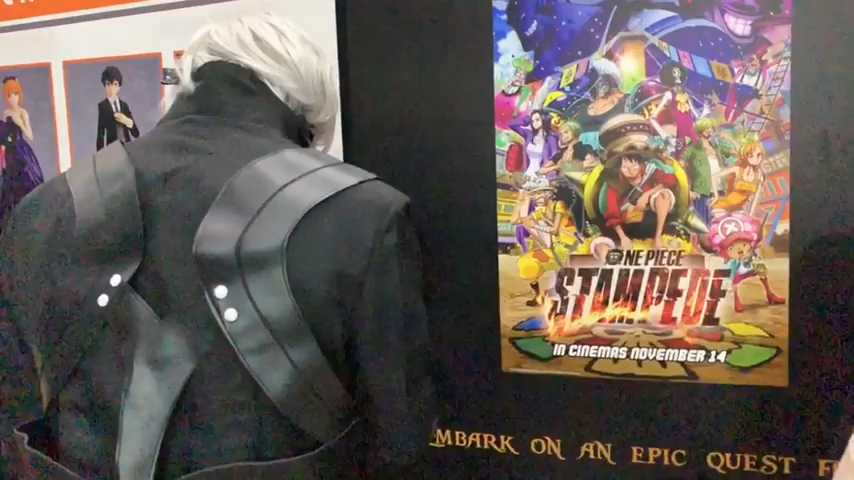 ONE PIECE
STAMPEDE
IN CINEMAS NOVEMBER 14
MBARK ON AN EPIC QUEST F